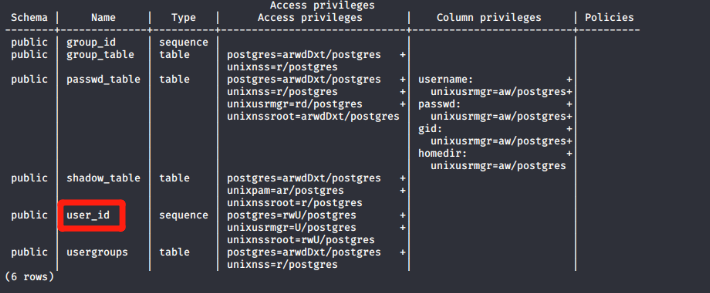 Access privileges
Schema | Name | Type | Access privileges | Column privileges | Policies
public | group_id | sequence | | |
public | group_table | table | postgres=arwdDxt/postgres +| |
| | | unixnss=r/postgres | |
public | passwd_table | table | postgres=arwdDxt/postgres +| username: +|
| | | unixnss=r/postgres +| unixusrmgr=aw/postgres+|
| | | unixusrmgr=rd/postgres +| passwd: +|
| | | unixnssroot=arwdDxt/postgres | unixusrmgr=aw/postgres+|
| | | | gid: +|
| | | | unixusrmgr=aw/postgres+|
| | | | homedir: +|
| | | | unixusrmgr=aw/postgres |
public | shadow_table | table | postgres=arwdDxt/postgres +| |
| | | unixpam=ar/postgres +| |
| | | unixnssroot=r/postgres | |
public | user_id | sequence | postgres=rwU/postgres +| |
| | | unixusrmgr=U/postgres +| |
| | | unixnssroot=rwU/postgres | |
public | usergroups | table | postgres=arwdDxt/postgres +| |
| | | unixnss=r/postgres | |
(6 rows)